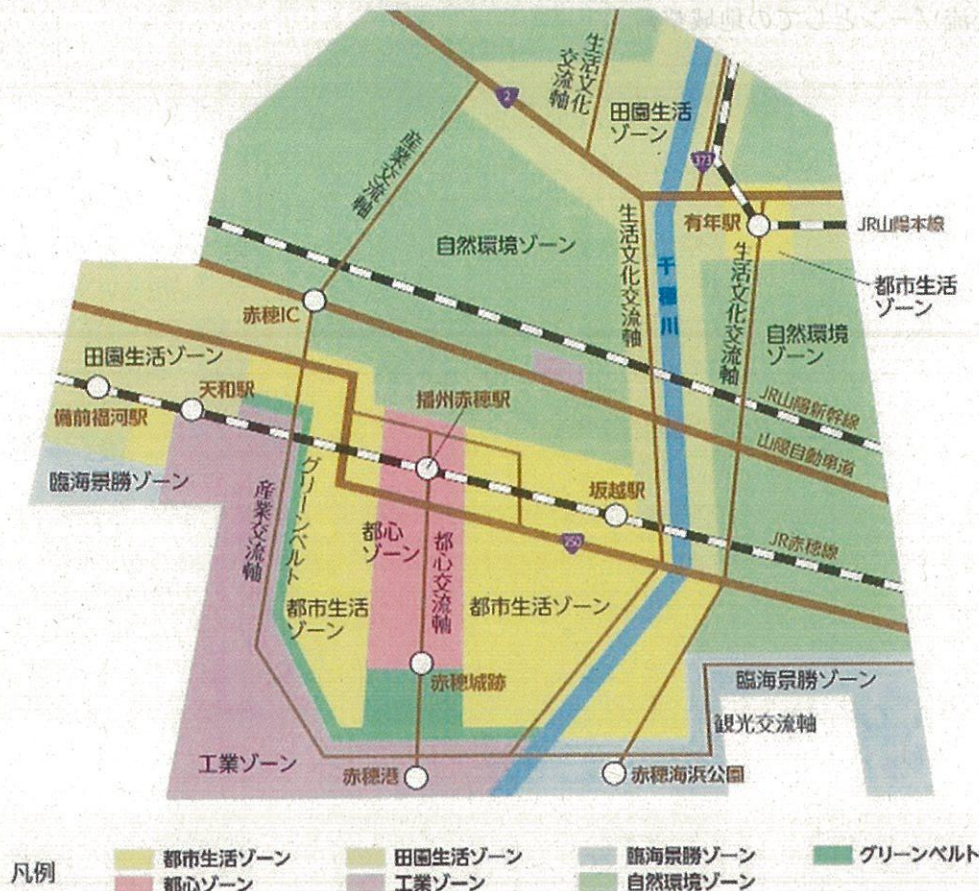 生活文化
交流軸
2
田園生活
ゾーン
373
産業交流軸
有年駅
JR山陽本線
生活文化交流軸
千種川
生活文化交流軸
自然環境ゾーン
都市生活
ゾーン
赤穂IC
自然環境
ゾーン
田園生活ゾーン
天和駅
播州赤穂駅
JR山陽新幹線
備前福河駅
山陽自動車道
臨海景勝ゾーン
坂越駅
グリーンベルト
産業交流軸
都心
ゾーン
都心交流軸
250
JR赤穂線
都市生活
ゾーン
都市生活ゾーン
赤穂城跡
臨海景勝ゾーン
観光交流軸
工業ゾーン
赤穂港
赤穂海浜公園
凡例
都市生活ゾーン
田園生活ゾーン
臨海景勝ゾーン
グリーンベルト
都心ゾーン
工業ゾーン
自然環境ゾーン